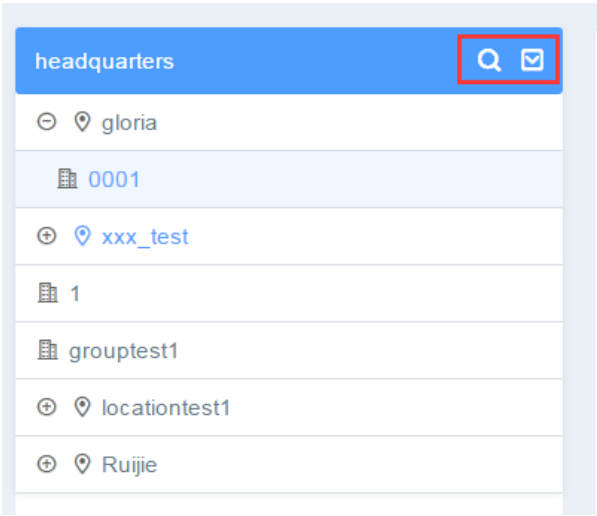 headquarters
gloria
0001
xxx_test
1
grouptest1
locationtest1
Ruijie